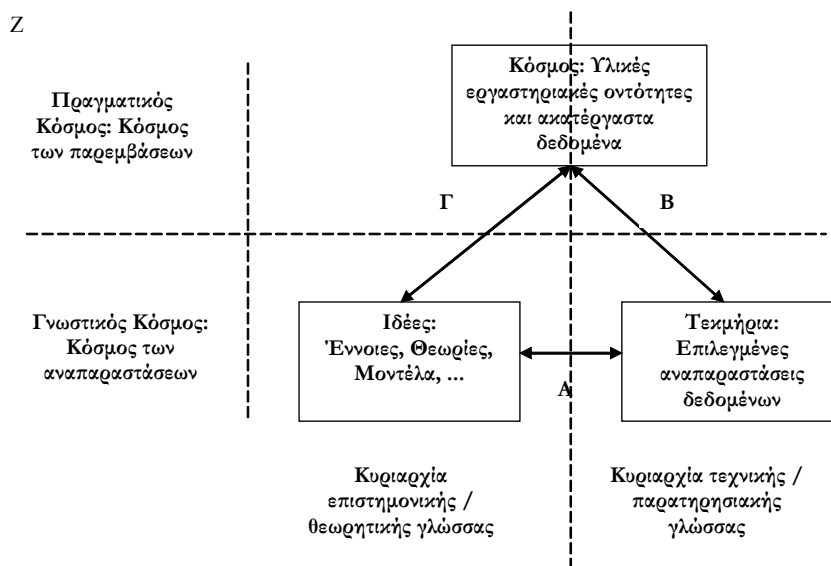 Ζ
Κόσμος: Υλικές
εργαστηριακές οντότητες
και ακατέργαστα
δεδομένα
Πραγματικός
Κόσμος: Κόσμος
των παρεμβάσεων
Γ
Β
Γνωστικός Κόσμος:
Κόσμος των
αναπαραστάσεων
Ιδέες:
Έννοιες, Θεωρίες,
Μοντέλα, ...
Α
Τεκμήρια:
Επιλεγμένες
αναπαραστάσεις
δεδομένων
Κυριαρχία
επιστημονικής /
θεωρητικής γλώσσας
Κυριαρχία τεχνικής /
παρατηρησιακής
γλώσσας